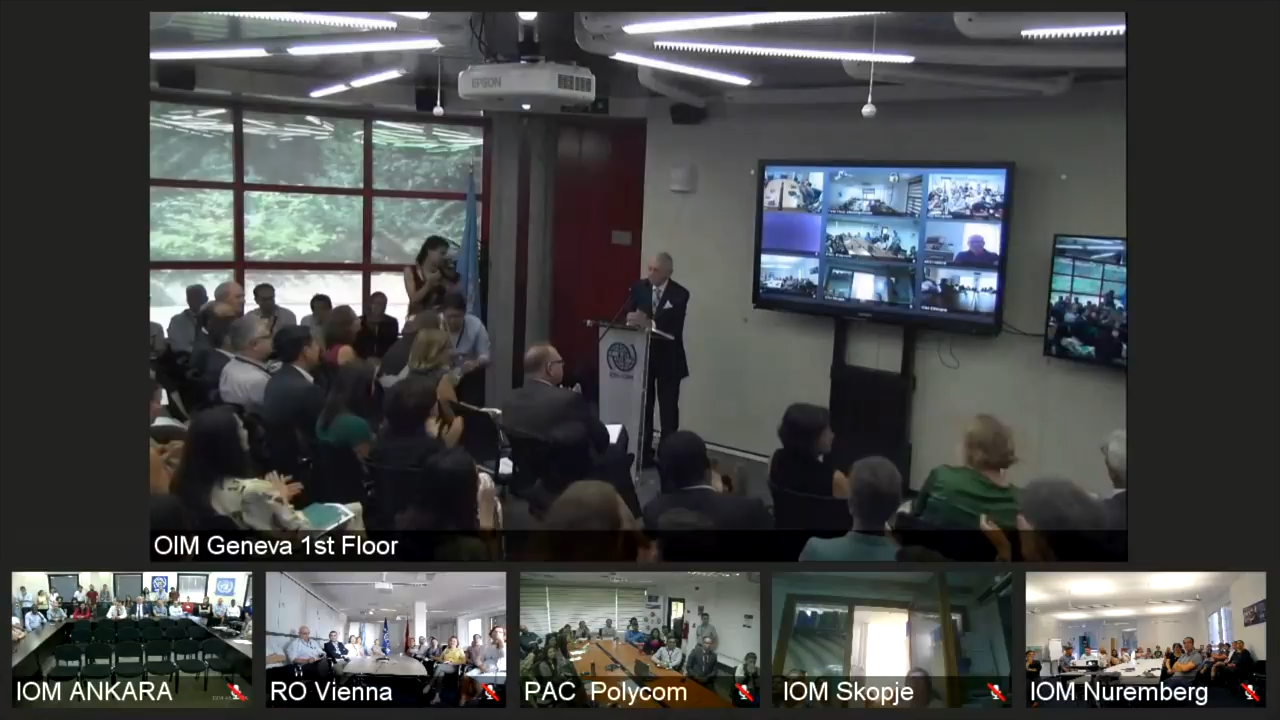 EPSON
OIM Geneva 1st Floor
IOM ANKARA
RO Vienna
PAC Polycom
IOM Skopje
IOM Nuremberg